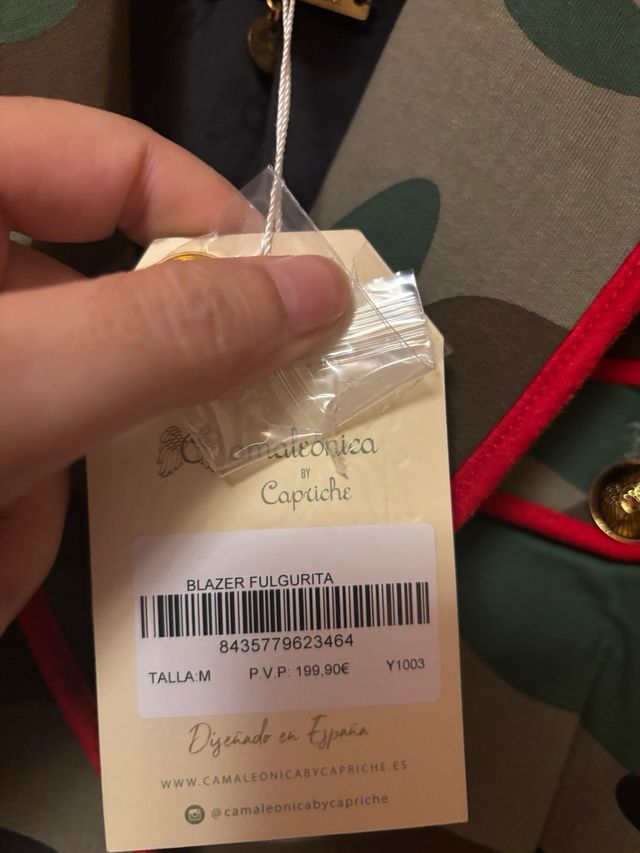 Camaleónica
BY
Capriche
BLAZER FULGURITA
8435779623464
TALLA:M P.V.P: 199,90€ Y1003
Diseñado en España
WWW.CAMALEONICABYCAPRICHE.ES
@camaleonicabycapriche